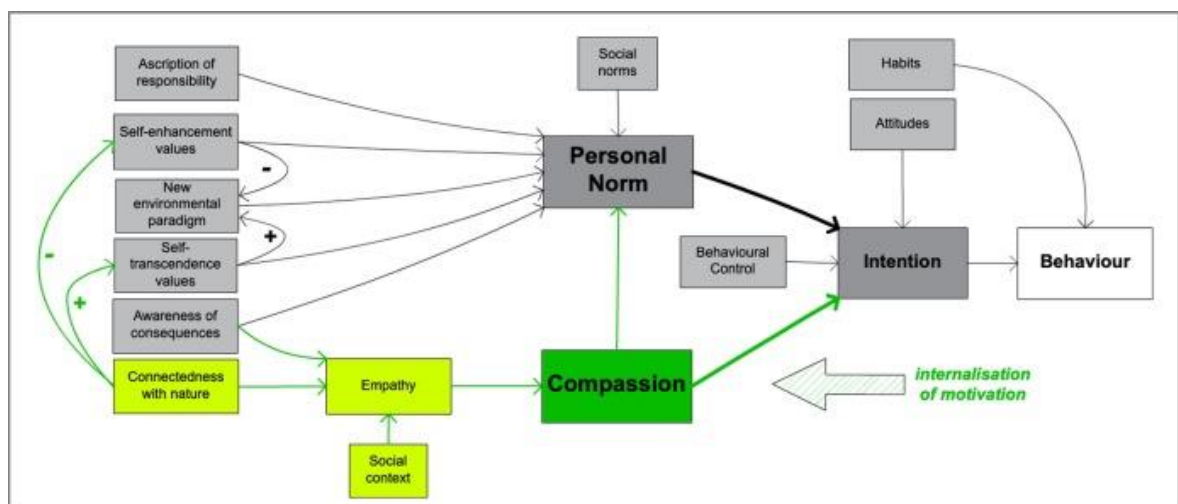 Ascription of
responsibility
Self-enhancement
values
-
New
environmental
paradigm
+
Self-
transcendence
values
-
+
Awareness of
consequences
Connectedness
with nature
Empathy
Social
context
Social
norms
Personal
Norm
Compassion
Habits
Attitudes
Behavioural
Control
Intention
Behaviour
internalisation
of motivation